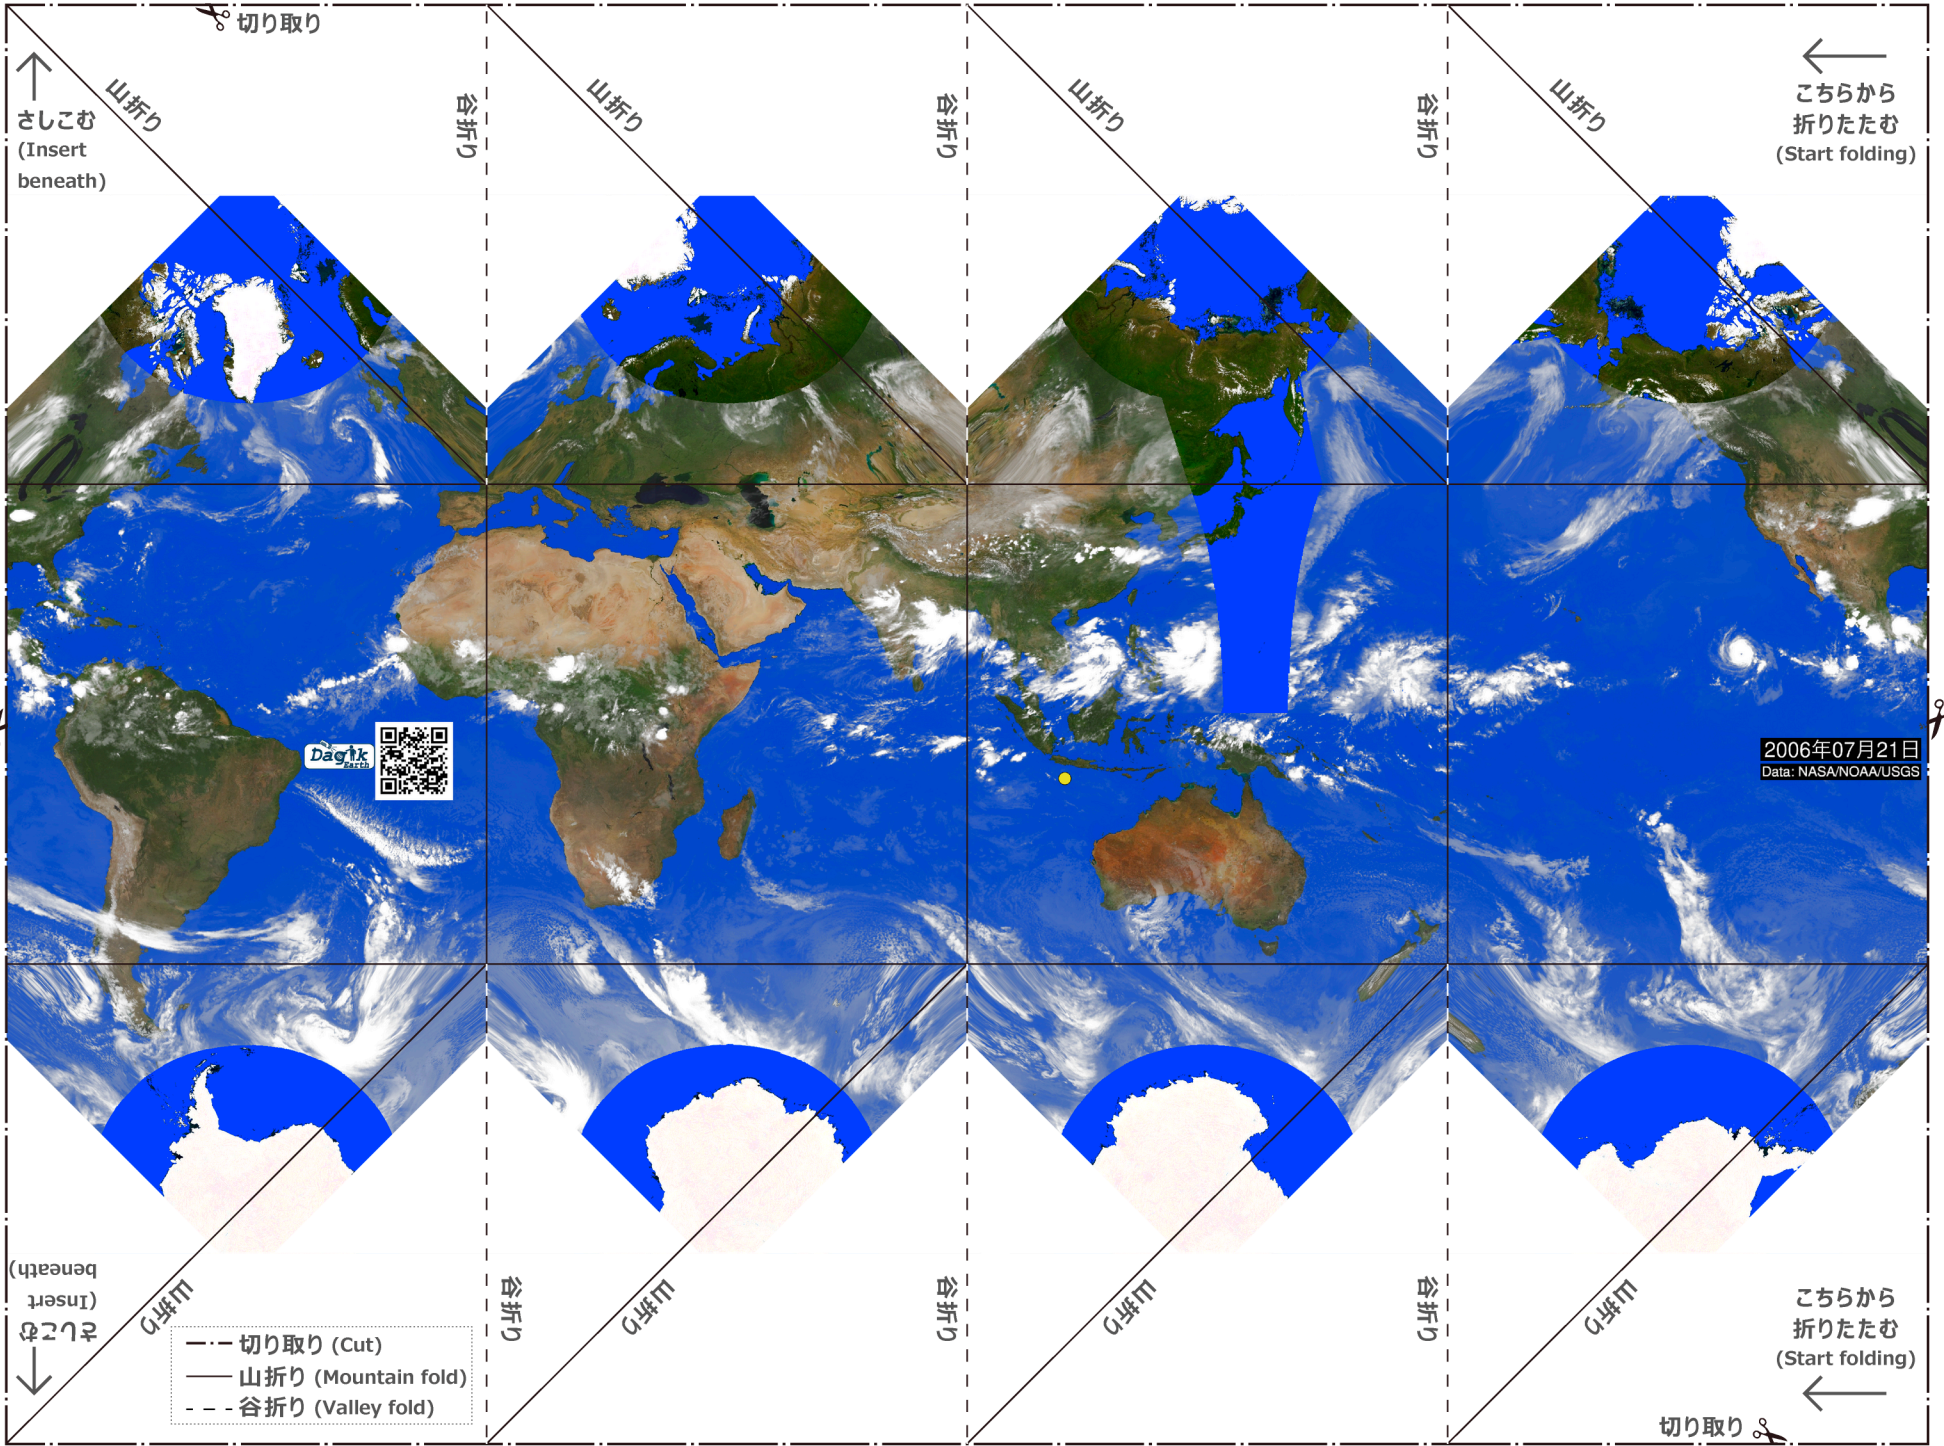 切り取り
山折り
谷折り
山折り
谷折り
山折り
谷折り
山折り
さしこむ
(Insert
beneath)
こちらから
折りたたむ
(Start folding)
Dagik
Earth
2006年07月21日
Data: NASA/NOAA/USGS
さしこむ
(Insert
beneath)
山折り
谷折り
山折り
谷折り
山折り
谷折り
山折り
こちらから
折りたたむ
(Start folding)
切り取り (Cut)
山折り (Mountain fold)
谷折り (Valley fold)
切り取り